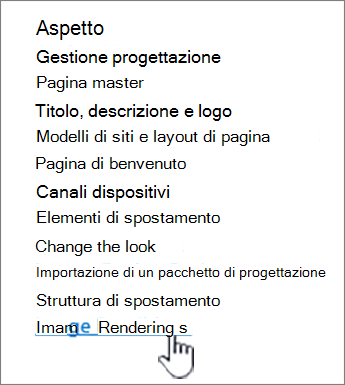 Aspetto
Gestione progettazione
Pagina master
Titolo, descrizione e logo
Modelli di siti e layout di pagina
Pagina di benvenuto
Canali dispositivi
Elementi di spostamento
Change the look
Importazione di un pacchetto di progettazione
Struttura di spostamento
Imamge Rendering s